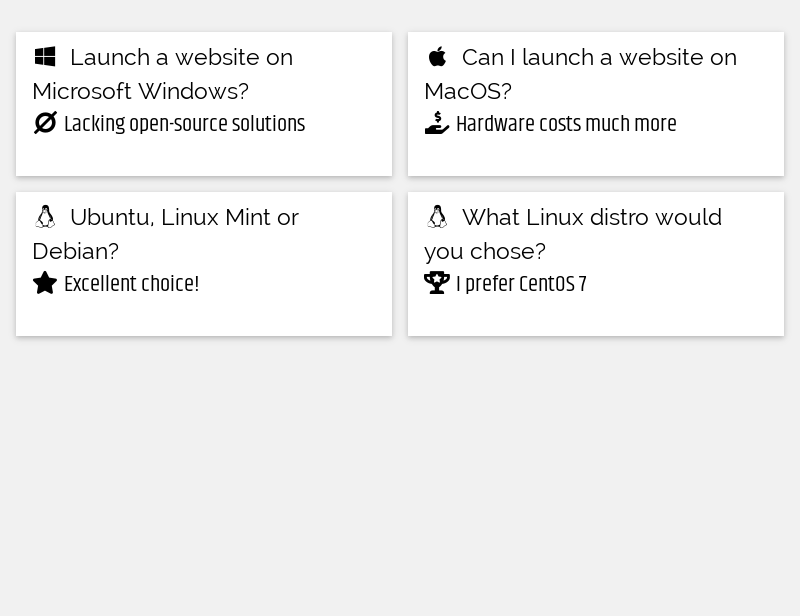 Launch a website on
Microsoft Windows?
Lacking open-source solutions
Can I launch a website on
MacOS?
Hardware costs much more
Ubuntu, Linux Mint or
Debian?
Excellent choice!
What Linux distro would
you chose?
I prefer CentOS 7